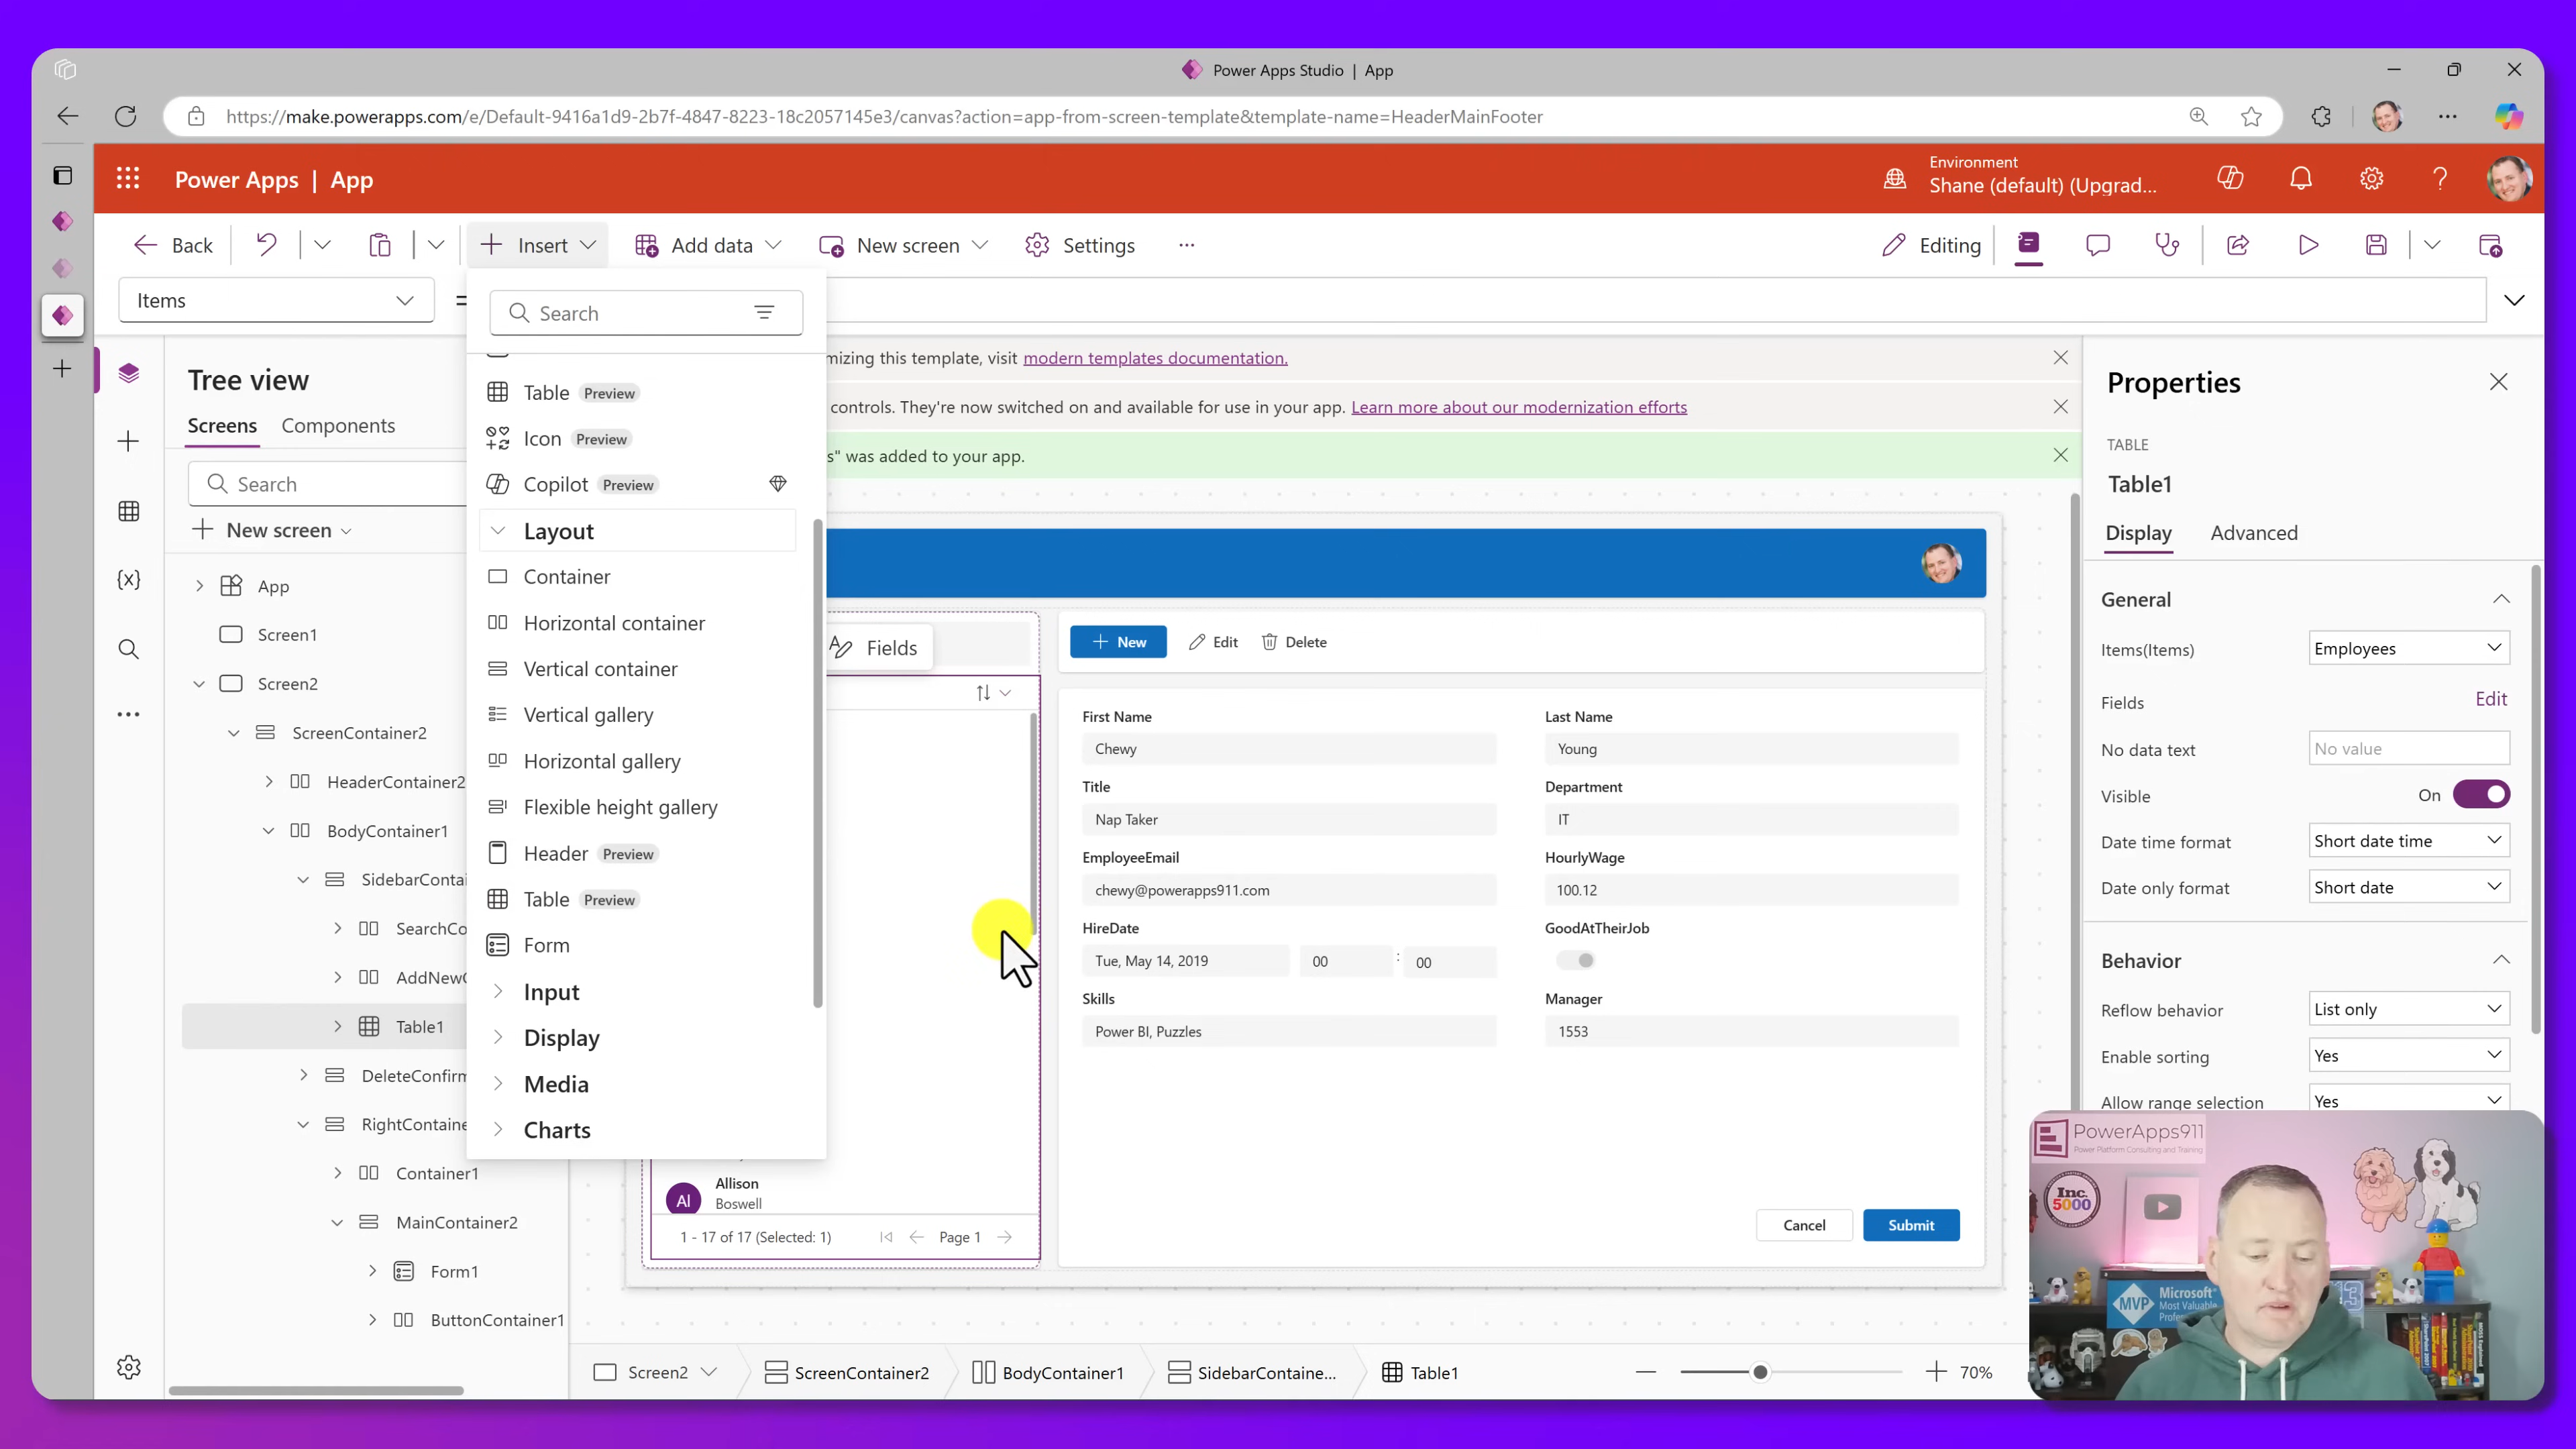 Power Apps Studio | App
https://make.powerapps.com/e/Default-9416a1d9-2b7f-4847-8223-18c2057145e3/canvas?action=app-from-screen-template&template-name=HeaderMainFooter
Power Apps | App
Environment
Shane (default) (Upgrad...
Back
Insert
Add data
New screen
Settings
Editing
Items
=
Search
Tree view
Screens
Components
Search
New screen
App
Screen1
Screen2
ScreenContainer2
HeaderContainer2
BodyContainer1
SidebarContai
SearchCo
AddNewC
Table1
DeleteConfirm
RightContaine
Container1
MainContainer2
Form1
ButtonContainer1
Table Preview
Icon Preview
Copilot Preview
Layout
Container
Horizontal container
Vertical container
Vertical gallery
Horizontal gallery
Flexible height gallery
Header Preview
Table Preview
Form
Input
Display
Media
Charts
mizing this template, visit modern templates documentation.
controls. They're now switched on and available for use in your app. Learn more about our modernization efforts
s" was added to your app.
Fields
New
Edit
Delete
First Name
Chewy
Last Name
Young
Title
Nap Taker
Department
IT
EmployeeEmail
chewy@powerapps911.com
HourlyWage
100.12
HireDate
Tue, May 14, 2019
00 : 00
GoodAtTheirJob
Skills
Power BI, Puzzles
Manager
1553
Al
Allison
Boswell
1 - 17 of 17 (Selected: 1)
Page 1
Cancel
Submit
Screen2
ScreenContainer2
BodyContainer1
SidebarContaine...
Table1
70%
Properties
TABLE
Table1
Display
Advanced
General
Items(Items)
Employees
Fields
Edit
No data text
No value
Visible
On
Date time format
Short date time
Date only format
Short date
Behavior
Reflow behavior
List only
Enable sorting
Yes
Allow range selection
Yes
PowerApps911
Power Platform Consulting and Training
Inc.
5000
MVP
Microsoft
Most Valuable